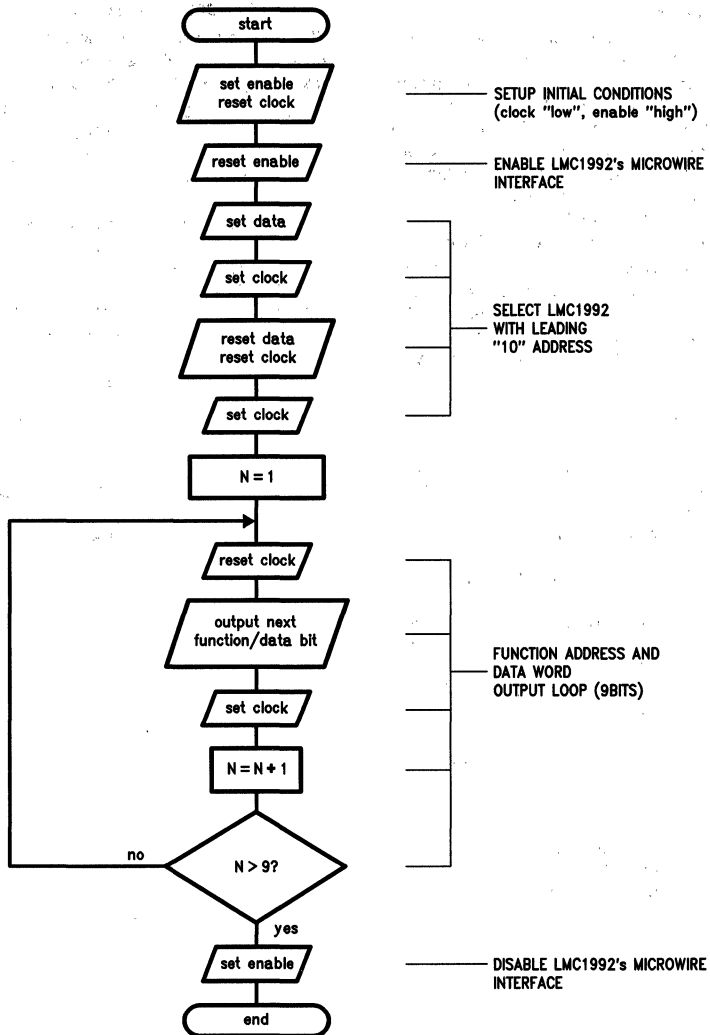 start
set enable
reset clock
SETUP INITIAL CONDITIONS
(clock "low", enable "high")
reset enable
ENABLE LMC1992's MICROWIRE
INTERFACE
set data
set clock
SELECT LMC1992
WITH LEADING
"10" ADDRESS
reset data
reset clock
set clock
N = 1
reset clock
output next
function/data bit
FUNCTION ADDRESS AND
DATA WORD
OUTPUT LOOP (9BITS)
set clock
N = N + 1
no
N > 9?
yes
set enable
DISABLE LMC1992's MICROWIRE
INTERFACE
end